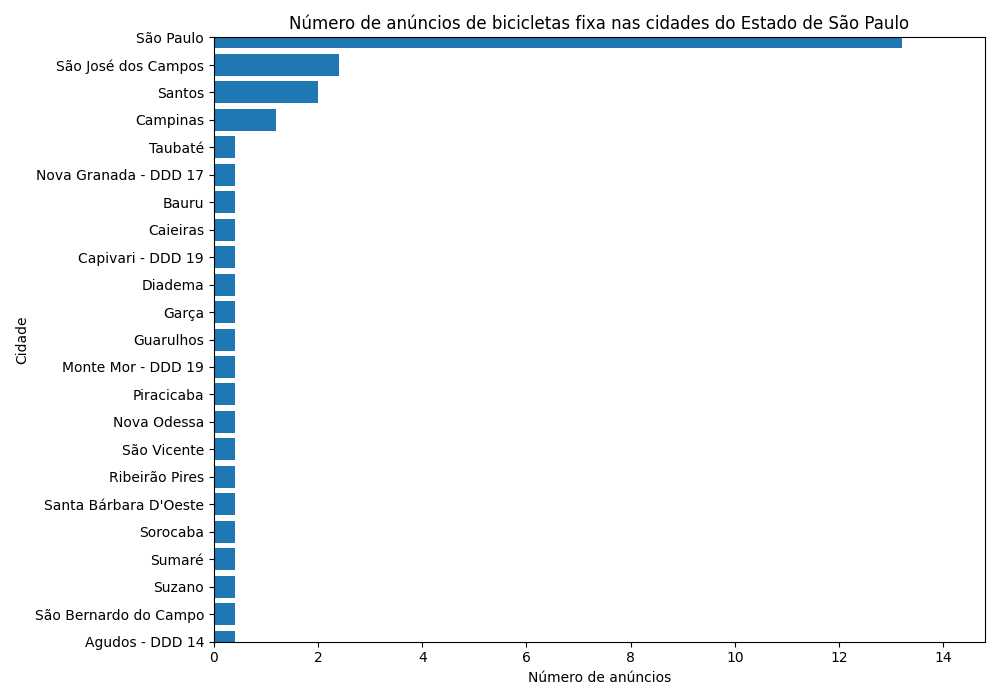 Número de anúncios de bicicletas fixa nas cidades do Estado de São Paulo
São Paulo
São José dos Campos
Santos
Campinas
Taubaté
Nova Granada - DDD 17
Bauru
Caieiras
Capivari - DDD 19
Diadema
Garça
Guarulhos
Monte Mor - DDD 19
Piracicaba
Nova Odessa
São Vicente
Ribeirão Pires
Santa Bárbara D'Oeste
Sorocaba
Sumaré
Suzano
São Bernardo do Campo
Agudos - DDD 14
Cidade
0 2 4 6 8 10 12 14
Número de anúncios